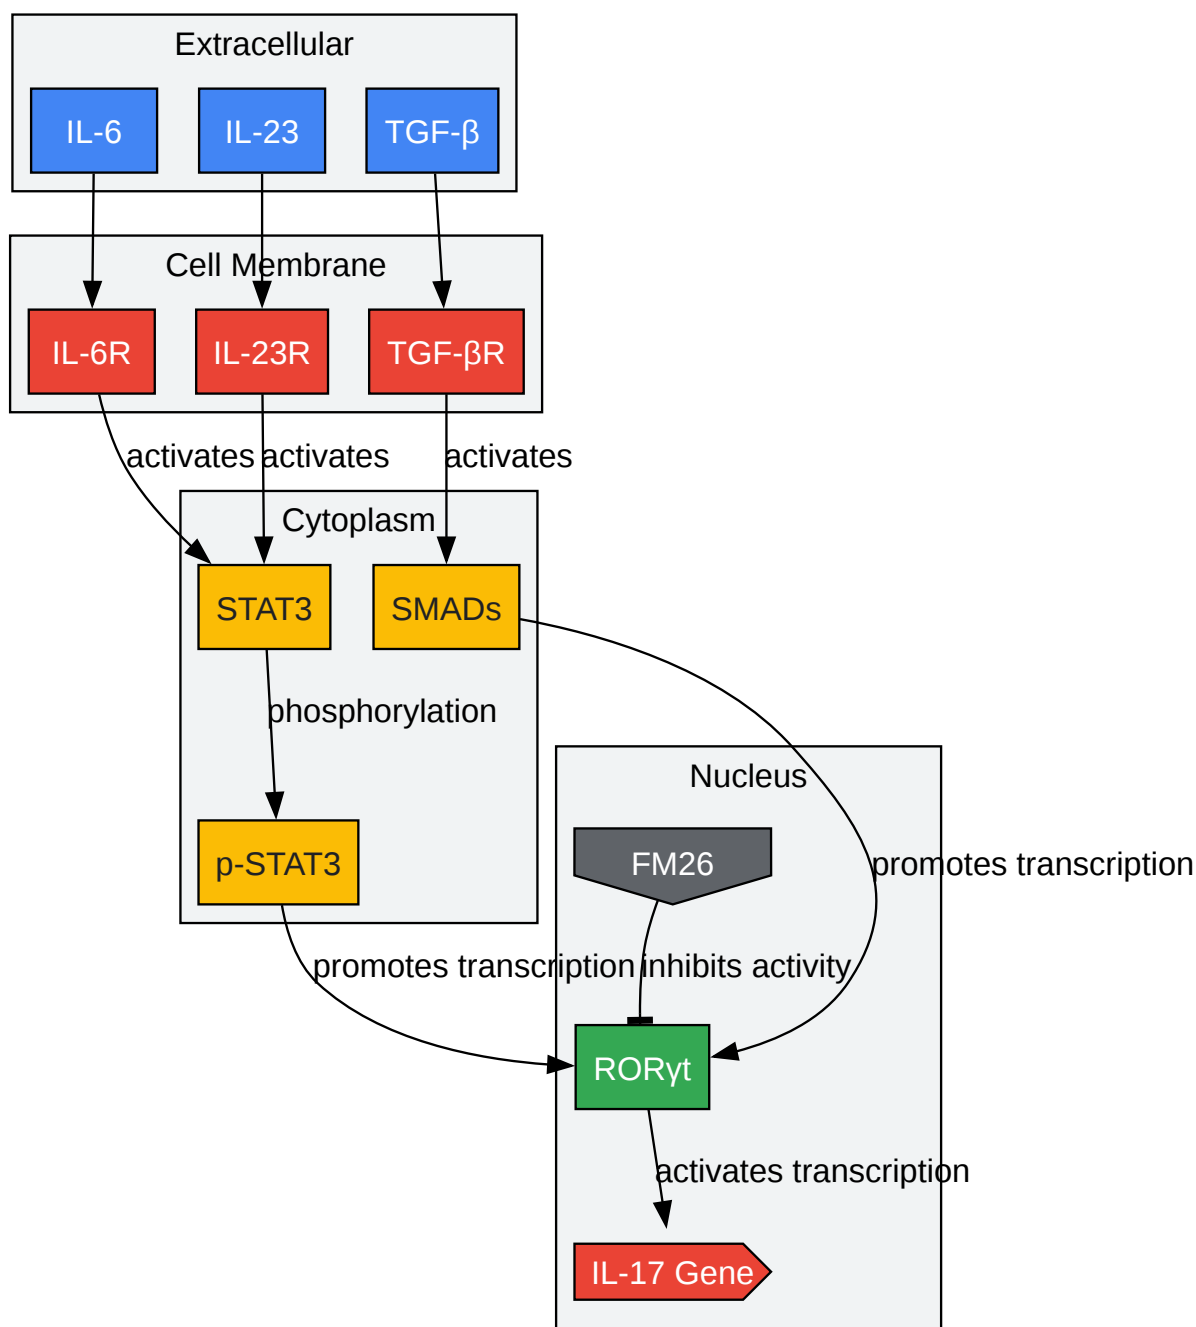 Extracellular
IL-6
IL-23
TGF-β
Cell Membrane
IL-6R
IL-23R
TGF-βR
activates
activates
activates
Cytoplasm
STAT3
SMADs
phosphorylation
Nucleus
p-STAT3
FM26
promotes transcription
promotes transcription
inhibits activity
RORγt
activates transcription
IL-17 Gene